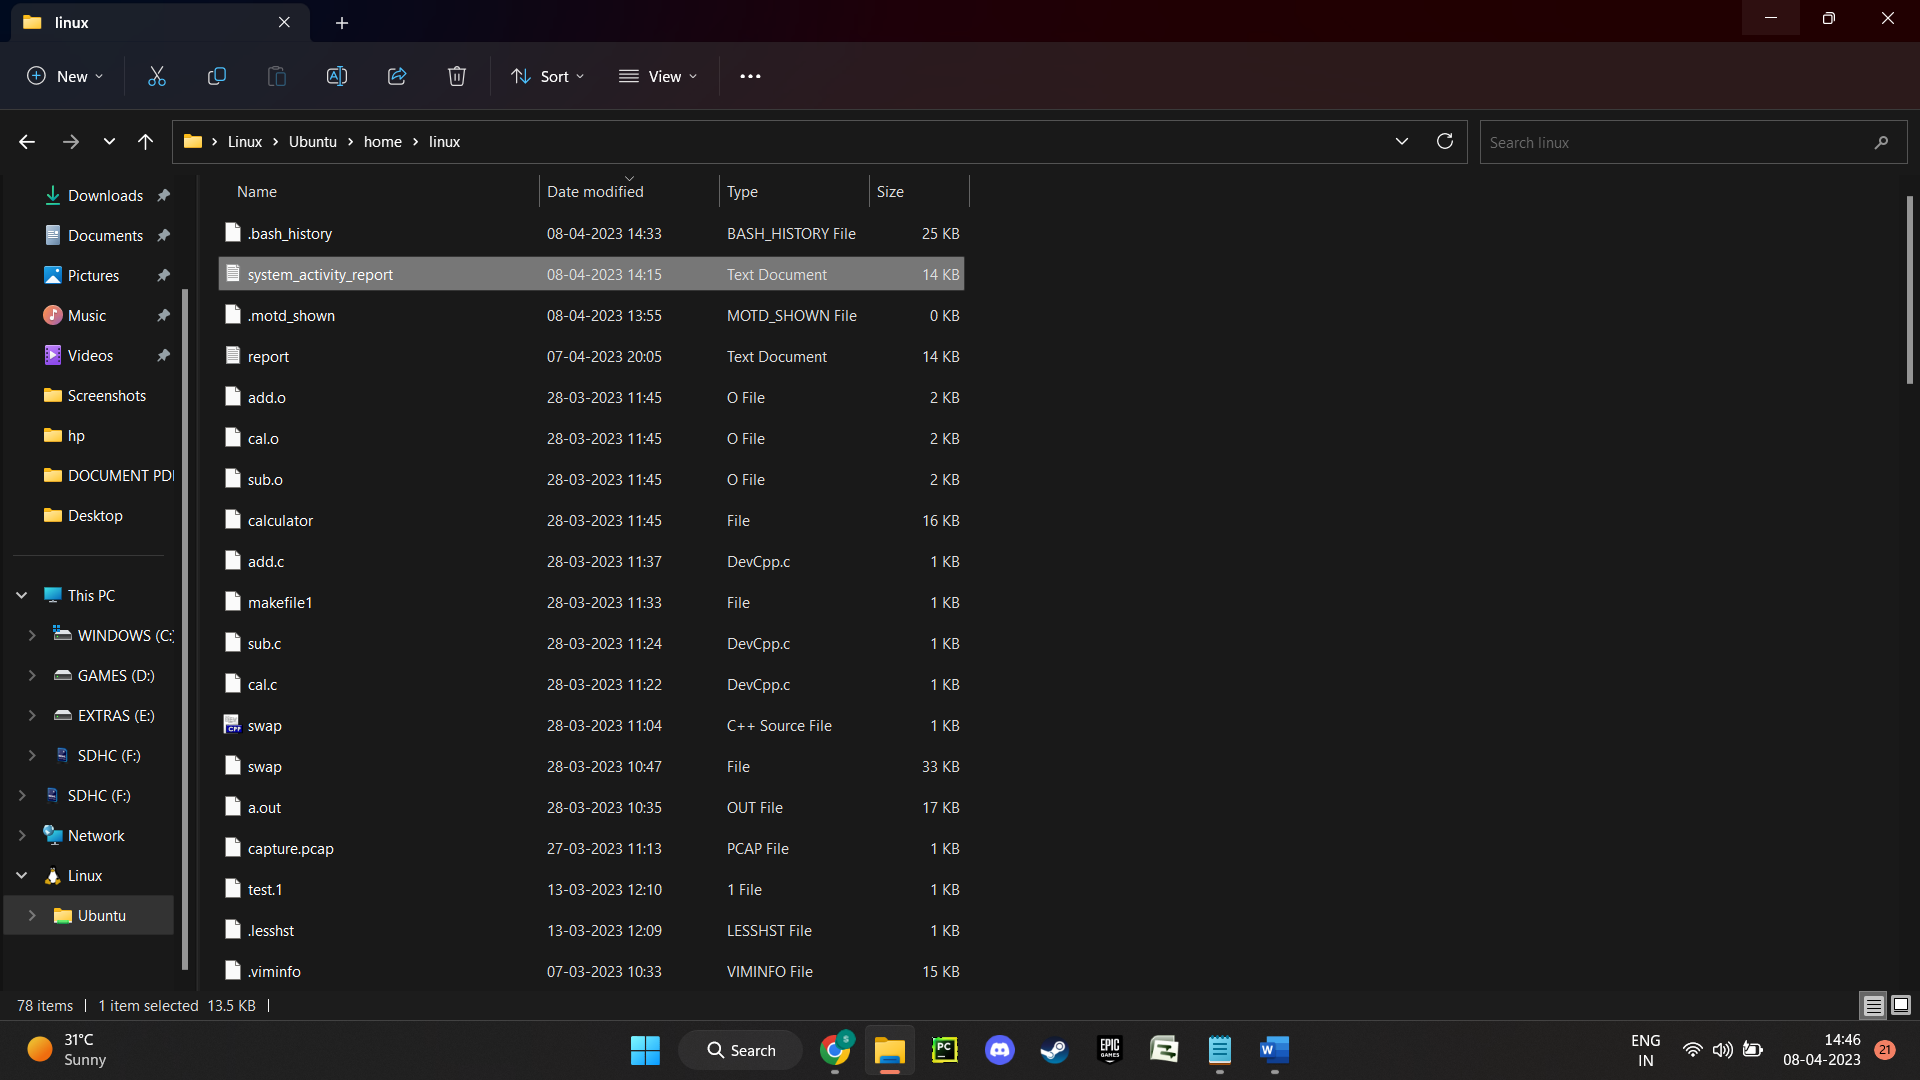 linux
New
Sort
View
Linux
Ubuntu
home
linux
Search linux
Name Date modified Type Size
.bash_history 08-04-2023 14:33 BASH_HISTORY File 25 KB
system_activity_report 08-04-2023 14:15 Text Document 14 KB
.motd_shown 08-04-2023 13:55 MOTD_SHOWN File 0 KB
report 07-04-2023 20:05 Text Document 14 KB
add.o 28-03-2023 11:45 O File 2 KB
cal.o 28-03-2023 11:45 O File 2 KB
sub.o 28-03-2023 11:45 O File 2 KB
calculator 28-03-2023 11:45 File 16 KB
add.c 28-03-2023 11:37 DevCpp.c 1 KB
makefile1 28-03-2023 11:33 File 1 KB
sub.c 28-03-2023 11:24 DevCpp.c 1 KB
cal.c 28-03-2023 11:22 DevCpp.c 1 KB
swap 28-03-2023 11:04 C++ Source File 1 KB
swap 28-03-2023 10:47 File 33 KB
a.out 28-03-2023 10:35 OUT File 17 KB
capture.pcap 27-03-2023 11:13 PCAP File 1 KB
test.1 13-03-2023 12:10 1 File 1 KB
.lesshst 13-03-2023 12:09 LESSHST File 1 KB
.viminfo 07-03-2023 10:33 VIMINFO File 15 KB
Downloads
Documents
Pictures
Music
Videos
Screenshots
hp
DOCUMENT PD
Desktop
This PC
WINDOWS (C:)
GAMES (D:)
EXTRAS (E:)
SDHC (F:)
SDHC (F:)
Network
Linux
Ubuntu
78 items
1 item selected 13.5 KB
31°C
Sunny
Search
PC
EPIC
GAMES
W
ENG
IN
14:46
08-04-2023
21